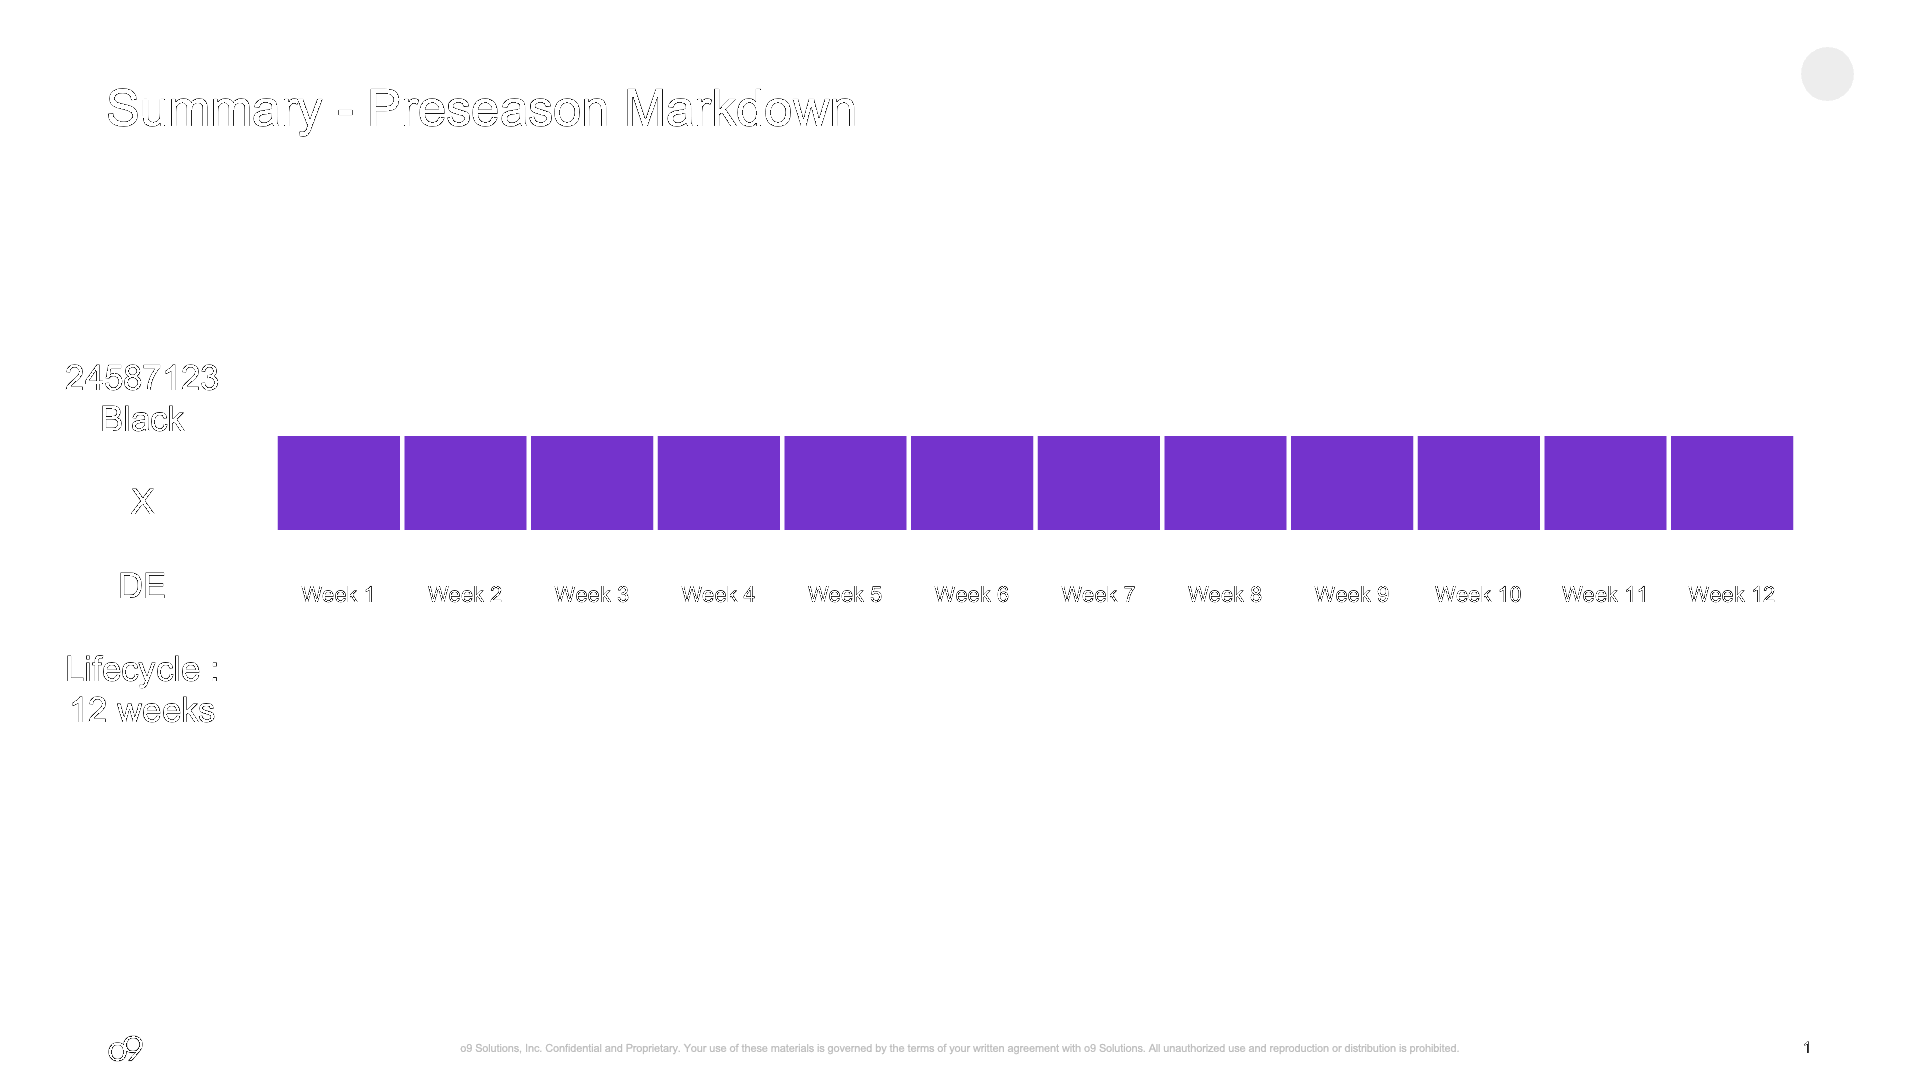 Summary - Preseason Markdown
24587123
Black
X
DE
Lifecycle :
12 weeks
Week 1 Week 2 Week 3 Week 4 Week 5 Week 6 Week 7 Week 8 Week 9 Week 10 Week 11 Week 12
o9
o9 Solutions, Inc. Confidential and Proprietary. Your use of these materials is governed by the terms of your written agreement with o9 Solutions. All unauthorized use and reproduction or distribution is prohibited.
1